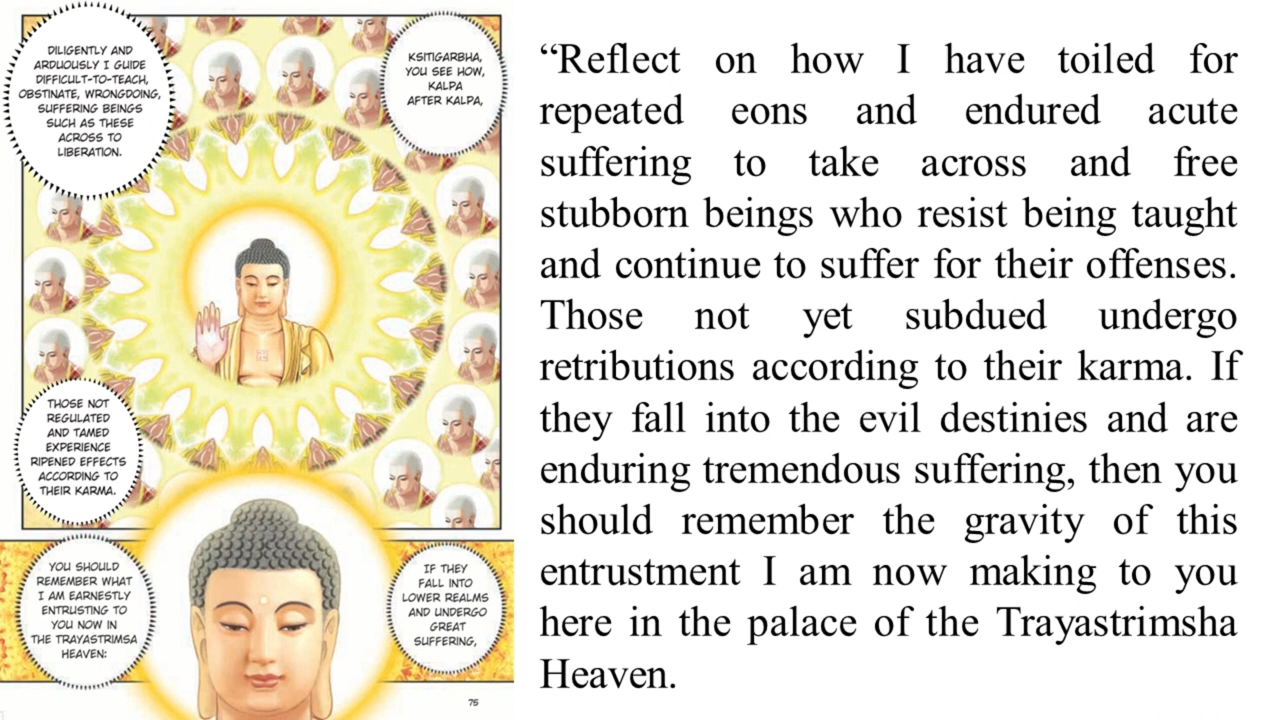 KSITIGARBHA,
YOU SEE HOW,
KALPA
AFTER KALPA,
DILIGENTLY AND
ARDUOUSLY I GUIDE
DIFFICULT-TO-TEACH,
OBSTINATE, WRONGDOING,
SUFFERING BEINGS
SUCH AS THESE
ACROSS TO
LIBERATION.
THOSE NOT
REGULATED
AND TAMED
EXPERIENCE
RIPENED EFFECTS
ACCORDING TO
THEIR KARMA.
IF THEY
FALL INTO
LOWER REALMS
AND UNDERGO
GREAT
SUFFERING,
YOU SHOULD
REMEMBER WHAT
I AM EARNESTLY
ENTRUSTING TO
YOU NOW IN
THE TRAYASTRIMSA
HEAVEN:
75
“Reflect on how I have toiled for
repeated eons and endured acute
suffering to take across and free
stubborn beings who resist being taught
and continue to suffer for their offenses.
Those not yet subdued undergo
retributions according to their karma. If
they fall into the evil destinies and are
enduring tremendous suffering, then you
should remember the gravity of this
entrustment I am now making to you
here in the palace of the Trayastrimsha
Heaven.